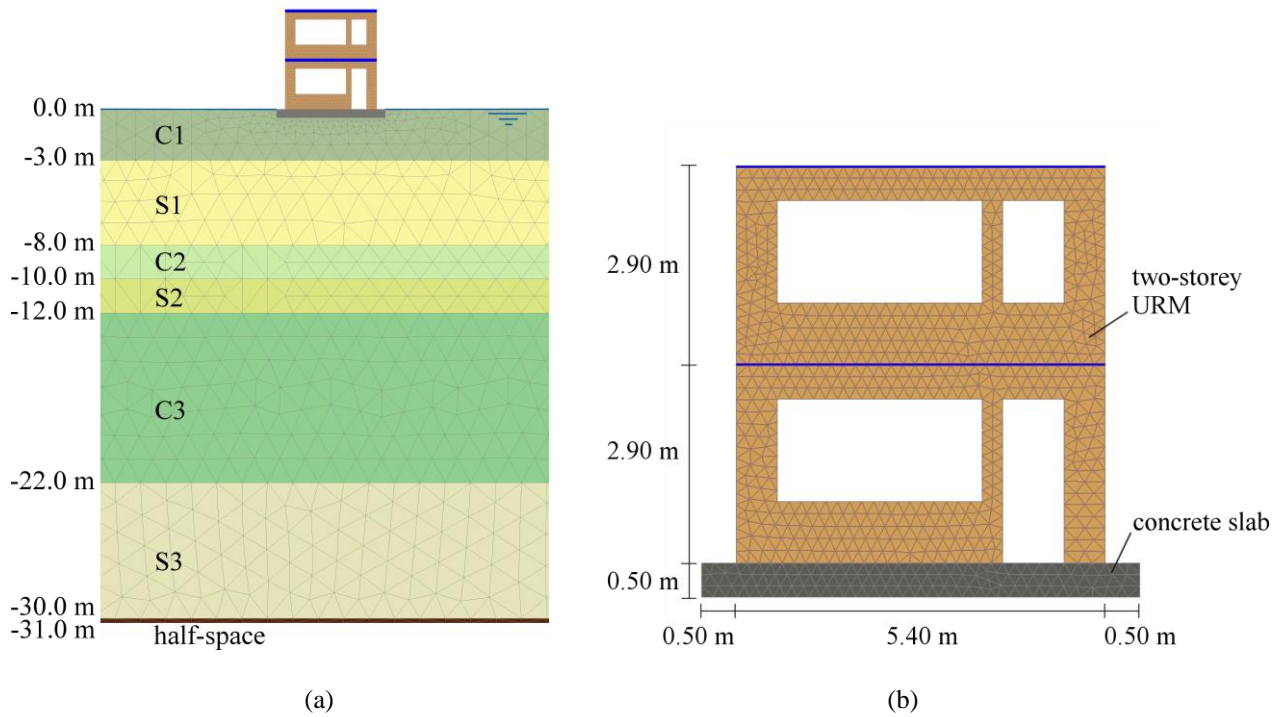 0.0 m
C1
-3.0 m
S1
-8.0 m
C2
-10.0 m
S2
-12.0 m
C3
-22.0 m
S3
-30.0 m
-31.0 m
half-space
(a)
2.90 m
two-storey
URM
2.90 m
concrete slab
0.50 m
0.50 m
5.40 m
0.50 m
(b)